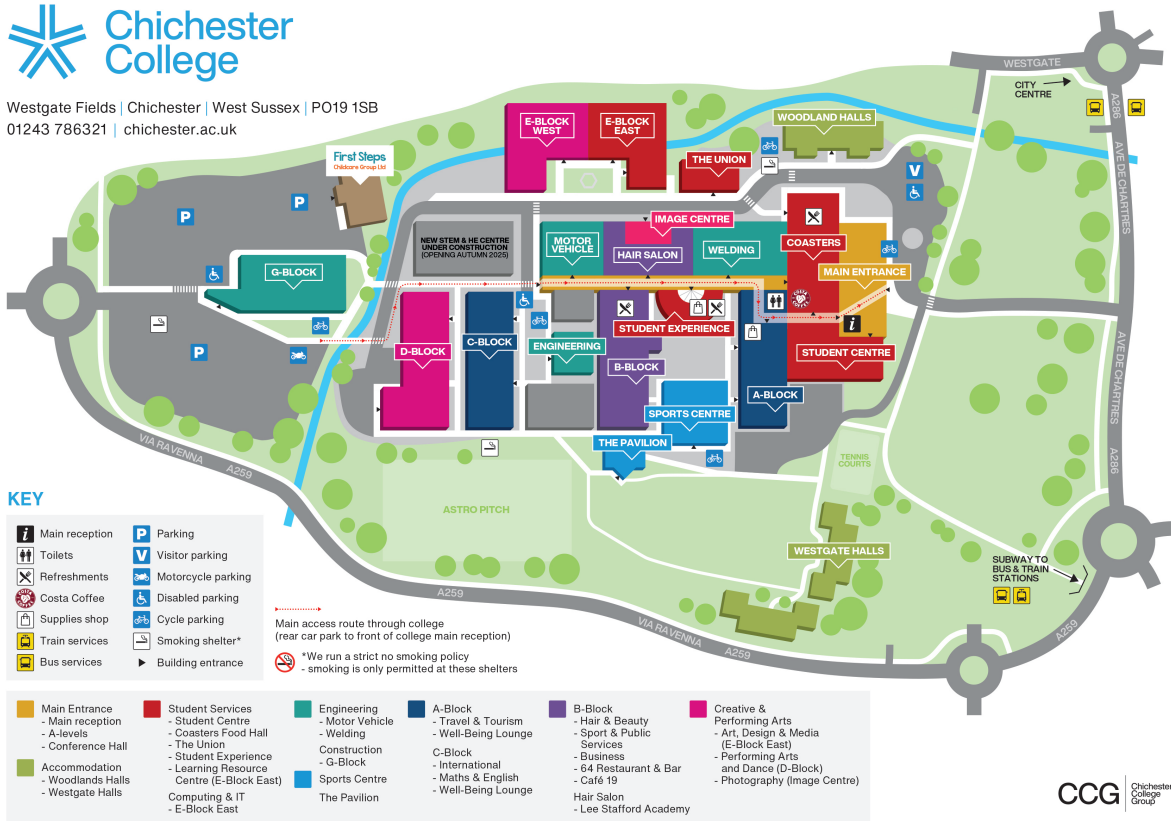 Chichester
College
Westgate Fields | Chichester | West Sussex | PO19 1SB
01243 786321 | chichester.ac.uk
WESTGATE
CITY
CENTRE
A286
AVE DE CHARTRES
AVE DE CHARTRES
A286
First Steps
Childcare Group Ltd
E-BLOCK
WEST
E-BLOCK
EAST
THE UNION
WOODLAND HALLS
P
P
V
IMAGE CENTRE
NEW STEM & HE CENTRE
UNDER CONSTRUCTION
(OPENING AUTUMN 2025)
MOTOR
VEHICLE
HAIR SALON
WELDING
COASTERS
MAIN ENTRANCE
G-BLOCK
COSTA
COFFEE
i
STUDENT EXPERIENCE
P
D-BLOCK
C-BLOCK
ENGINEERING
B-BLOCK
STUDENT CENTRE
A-BLOCK
SPORTS CENTRE
THE PAVILION
TENNIS
COURTS
VIA RAVENNA
A259
ASTRO PITCH
WESTGATE HALLS
SUBWAY TO
BUS & TRAIN
STATIONS
A259
VIA RAVENNA
A259
A259
KEY
i Main reception
Toilets
Refreshments
Costa Coffee
Supplies shop
Train services
Bus services
P Parking
V Visitor parking
Motorcycle parking
Disabled parking
Cycle parking
Smoking shelter*
Building entrance
Main access route through college
(rear car park to front of college main reception)
*We run a strict no smoking policy
- smoking is only permitted at these shelters
Main Entrance
- Main reception
- A-levels
- Conference Hall
Accommodation
- Woodlands Halls
- Westgate Halls
Student Services
- Student Centre
- Coasters Food Hall
- The Union
- Student Experience
- Learning Resource
Centre (E-Block East)
Computing & IT
- E-Block East
Engineering
- Motor Vehicle
- Welding
Construction
- G-Block
Sports Centre
The Pavilion
A-Block
- Travel & Tourism
- Well-Being Lounge
C-Block
- International
- Maths & English
- Well-Being Lounge
B-Block
- Hair & Beauty
- Sport & Public
Services
- Business
- 64 Restaurant & Bar
- Café 19
Hair Salon
- Lee Stafford Academy
Creative &
Performing Arts
- Art, Design & Media
(E-Block East)
- Performing Arts
and Dance (D-Block)
- Photography (Image Centre)
CCG
Chichester
College
Group